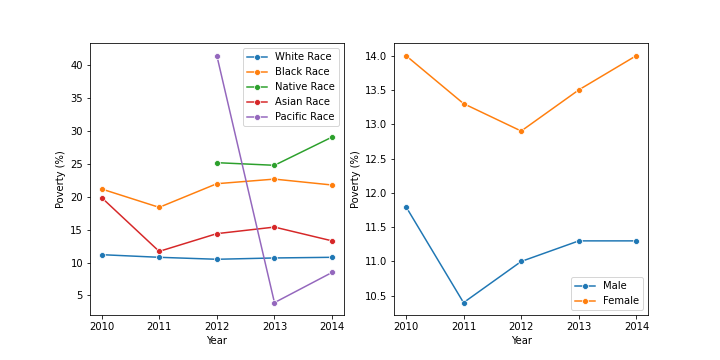 40
35
30
25
20
15
10
5
Poverty (%)
2010 2011 2012 2013 2014
Year
White Race
Black Race
Native Race
Asian Race
Pacific Race
14.0
13.5
13.0
12.5
12.0
11.5
11.0
10.5
Poverty (%)
2010 2011 2012 2013 2014
Year
Male
Female